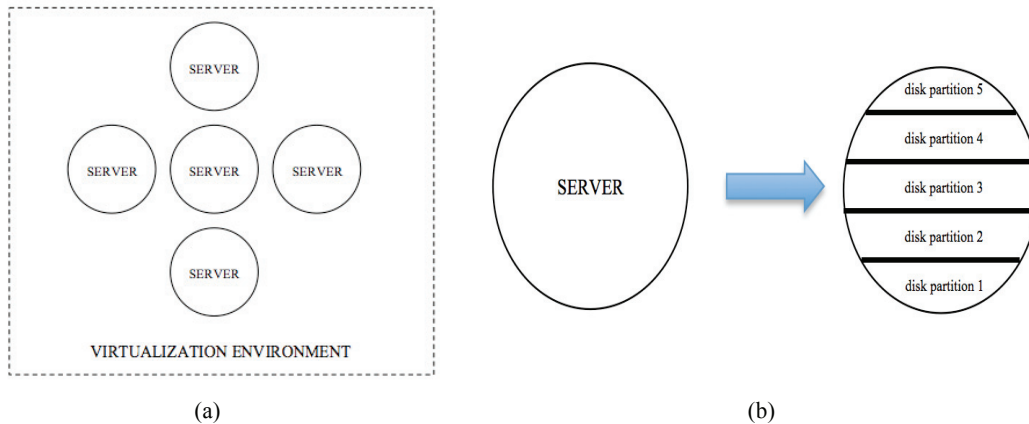 SERVER
SERVER
SERVER
SERVER
SERVER
VIRTUALIZATION ENVIRONMENT
(a)
SERVER
disk partition 5
disk partition 4
disk partition 3
disk partition 2
disk partition 1
(b)